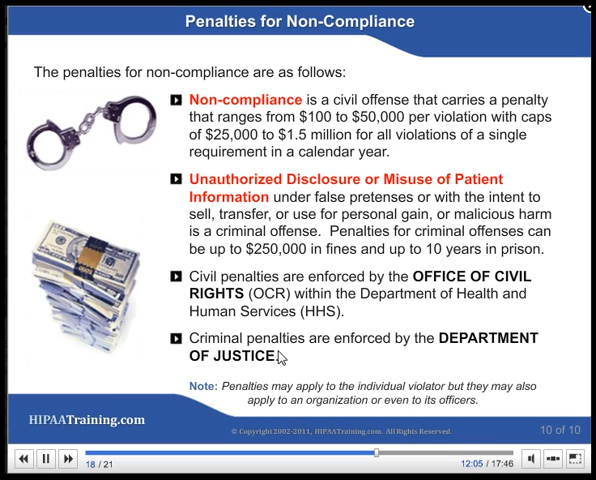 Penalties for Non-Compliance
The penalties for non-compliance are as follows:
Non-compliance is a civil offense that carries a penalty
that ranges from $100 to $50,000 per violation with caps
of $25,000 to $1.5 million for all violations of a single
requirement in a calendar year.
Unauthorized Disclosure or Misuse of Patient
Information under false pretenses or with the intent to
sell, transfer, or use for personal gain, or malicious harm
is a criminal offense. Penalties for criminal offenses can
be up to $250,000 in fines and up to 10 years in prison.
Civil penalties are enforced by the OFFICE OF CIVIL
RIGHTS (OCR) within the Department of Health and
Human Services (HHS).
Criminal penalties are enforced by the DEPARTMENT
OF JUSTICE.
Note: Penalties may apply to the individual violator but they may also
apply to an organization or even to its officers.
HIPAATraining.com
© Copyright 2002-2011, HIPAATraining.com. All Rights Reserved.
10 of 10
18 / 21
12:05 / 17:46